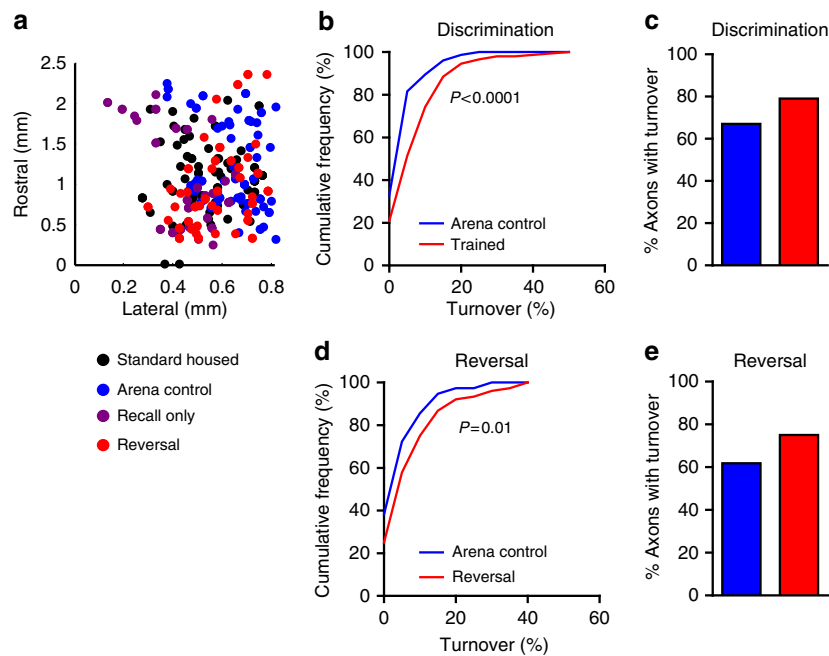 a
2.5
2
1.5
1
0.5
0
Rostral (mm)
0 0.2 0.4 0.6 0.8
Lateral (mm)
Standard housed
Arena control
Recall only
Reversal
b
Discrimination
100
80
60
40
20
0
Cumulative frequency (%)
P<0.0001
Arena control
Trained
0 20 40 60
Turnover (%)
c
Discrimination
100
80
60
40
20
0
% Axons with turnover
d
Reversal
100
80
60
40
20
0
Cumulative frequency (%)
P=0.01
Arena control
Reversal
0 20 40 60
Turnover (%)
e
Reversal
100
80
60
40
20
0
% Axons with turnover